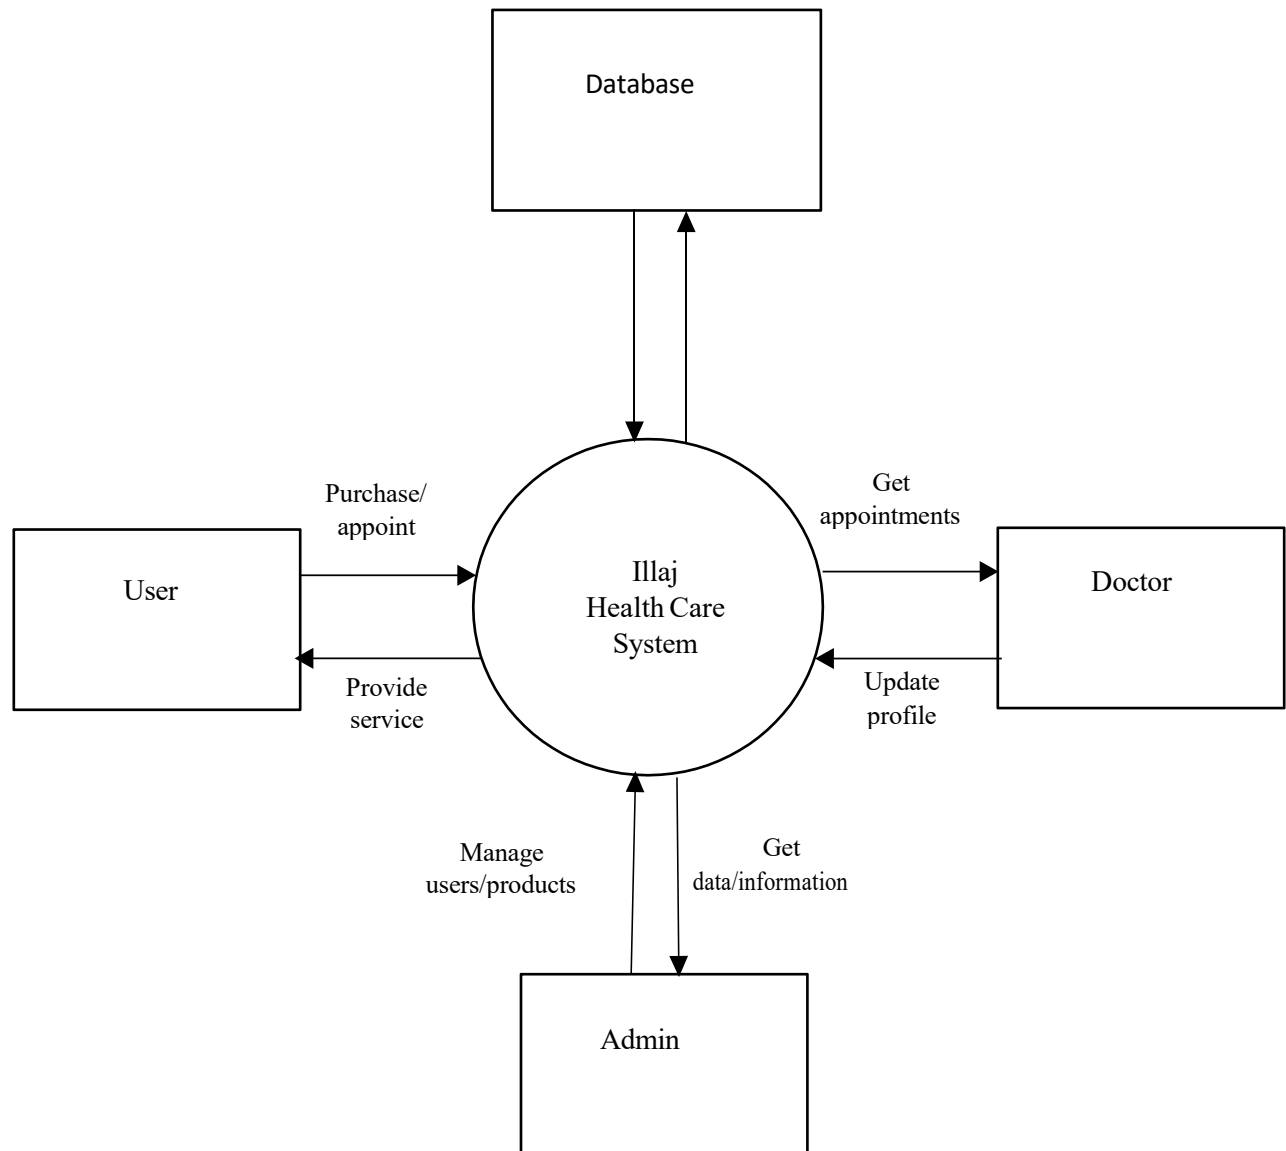 Database
Purchase/
appoint
Get
appointments
User
Illaj
Health Care
System
Doctor
Provide
service
Update
profile
Manage
users/products
Get
data/information
Admin